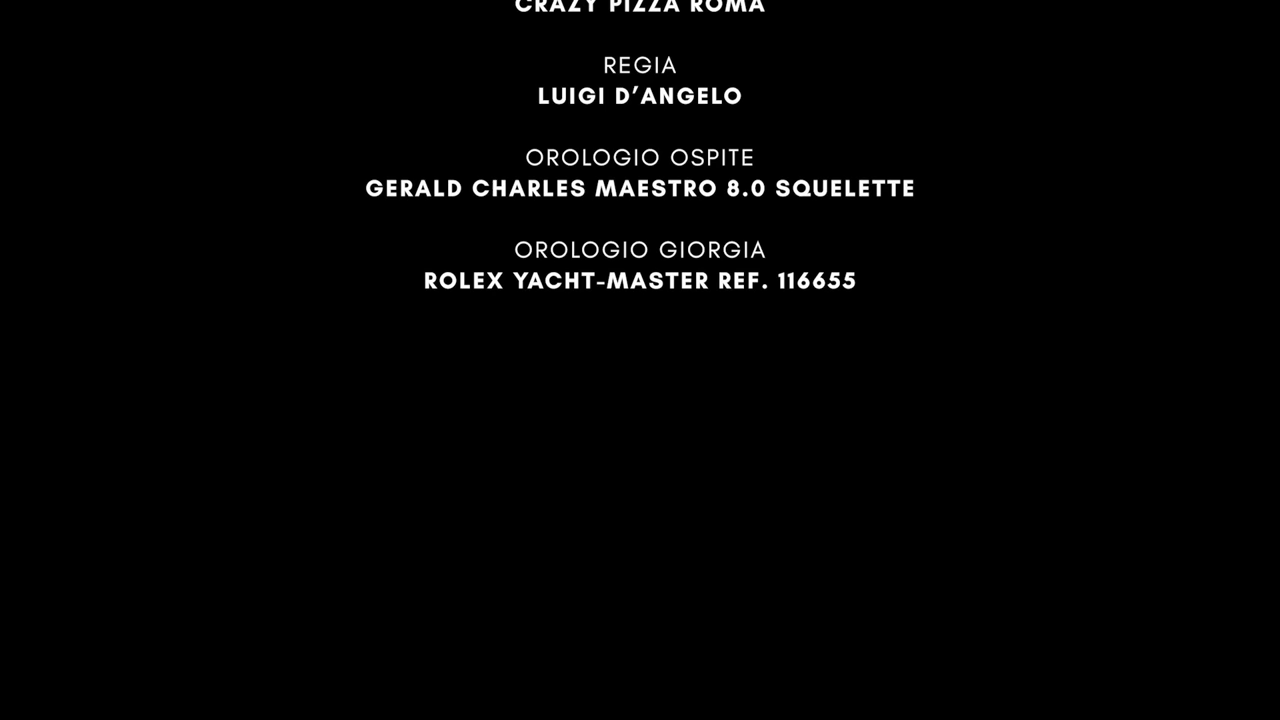 CRAZY PIZZA ROMA
REGIA
LUIGI D’ANGELO
OROLOGIO OSPITE
GERALD CHARLES MAESTRO 8.0 SQUELETTE
OROLOGIO GIORGIA
ROLEX YACHT-MASTER REF. 116655